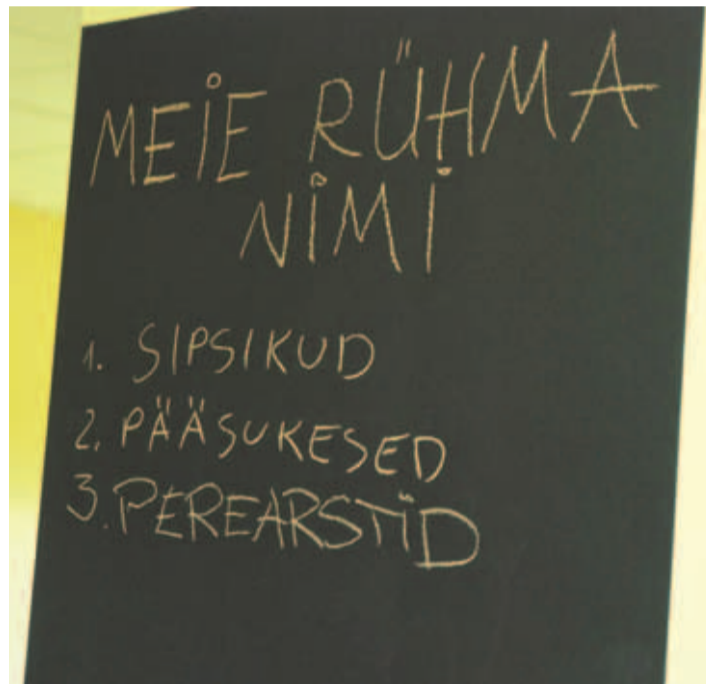 MEIE RÜHMA
NIMI
1. SIPSIKUD
2. PÄÄSUKESED
3. PEREARSTID